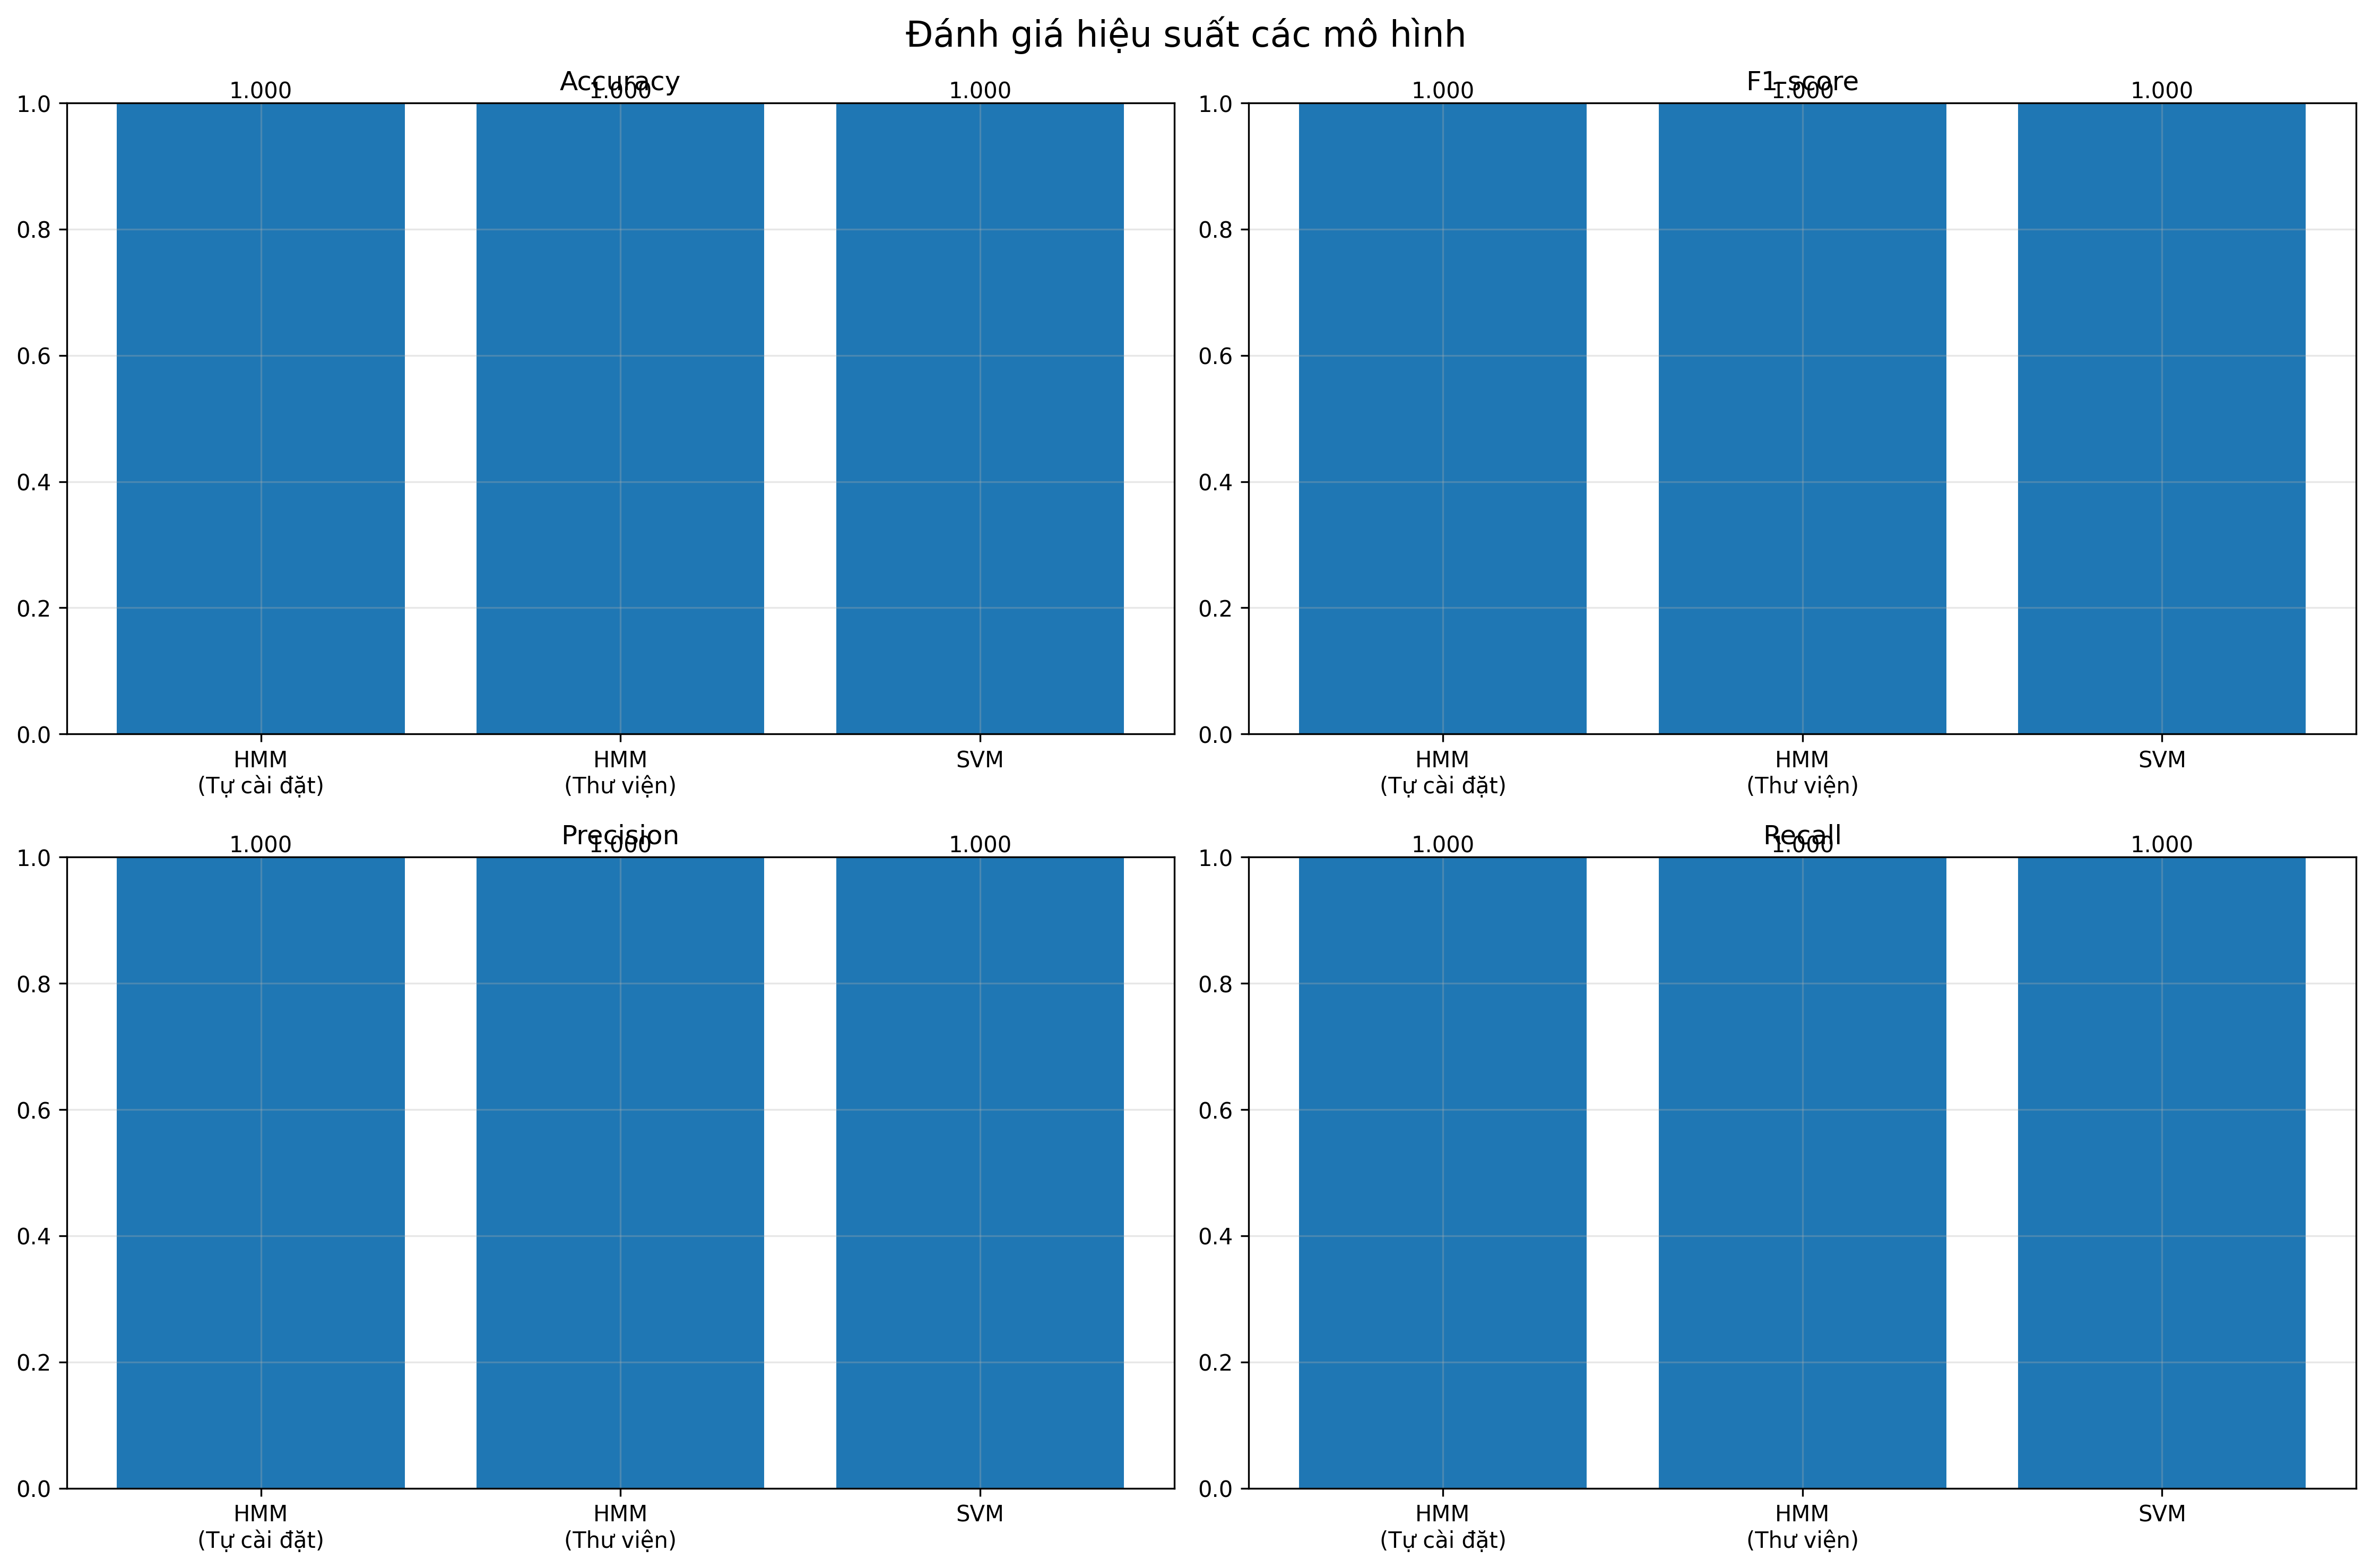 Đánh giá hiệu suất các mô hình
Accuracy
1.000 1.000 1.000
1.0
0.8
0.6
0.4
0.2
0.0
HMM HMM SVM
(Tự cài đặt) (Thư viện)
F1 score
1.000 1.000 1.000
1.0
0.8
0.6
0.4
0.2
0.0
HMM HMM SVM
(Tự cài đặt) (Thư viện)
Precision
1.000 1.000 1.000
1.0
0.8
0.6
0.4
0.2
0.0
HMM HMM SVM
(Tự cài đặt) (Thư viện)
Recall
1.000 1.000 1.000
1.0
0.8
0.6
0.4
0.2
0.0
HMM HMM SVM
(Tự cài đặt) (Thư viện)